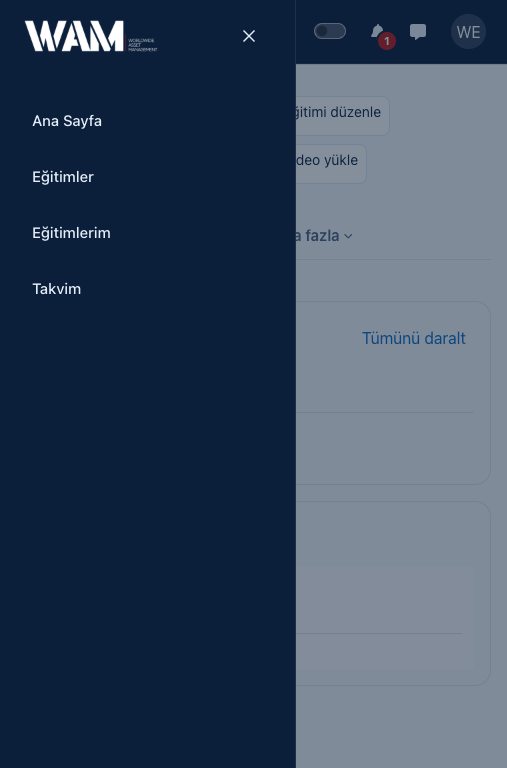 WAM
WORLDWIDE
ASSET
MANAGEMENT
1
WE
Ana Sayfa
Eğitimler
Eğitimlerim
Takvim
ğitimi düzenle
deo yükle
a fazla
Tümünü daralt